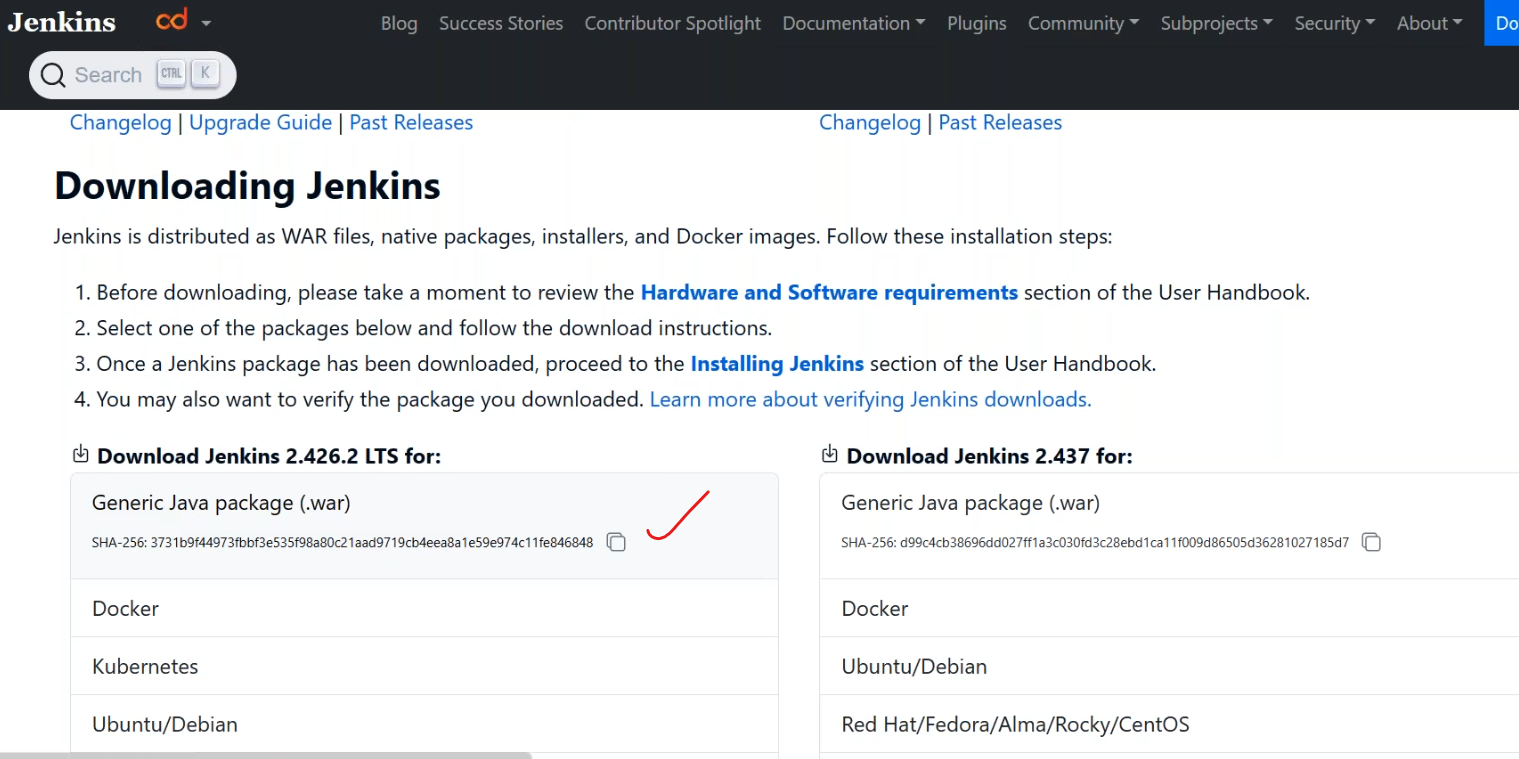 Jenkins
Blog Success Stories Contributor Spotlight Documentation Plugins Community Subprojects Security About Do
Search CTRL K
Changelog | Upgrade Guide | Past Releases
Changelog | Past Releases
Downloading Jenkins
Jenkins is distributed as WAR files, native packages, installers, and Docker images. Follow these installation steps:
1. Before downloading, please take a moment to review the Hardware and Software requirements section of the User Handbook.
2. Select one of the packages below and follow the download instructions.
3. Once a Jenkins package has been downloaded, proceed to the Installing Jenkins section of the User Handbook.
4. You may also want to verify the package you downloaded. Learn more about verifying Jenkins downloads.
Download Jenkins 2.426.2 LTS for:
Generic Java package (.war)
SHA-256: 3731b9f44973fbbf3e535f98a80c21aad9719cb4eea8a1e59e974c11fe846848
Docker
Kubernetes
Ubuntu/Debian
Download Jenkins 2.437 for:
Generic Java package (.war)
SHA-256: d99c4cb38696dd027ff1a3c030fd3c28ebd1ca11f009d86505d36281027185d7
Docker
Ubuntu/Debian
Red Hat/Fedora/Alma/Rocky/CentOS